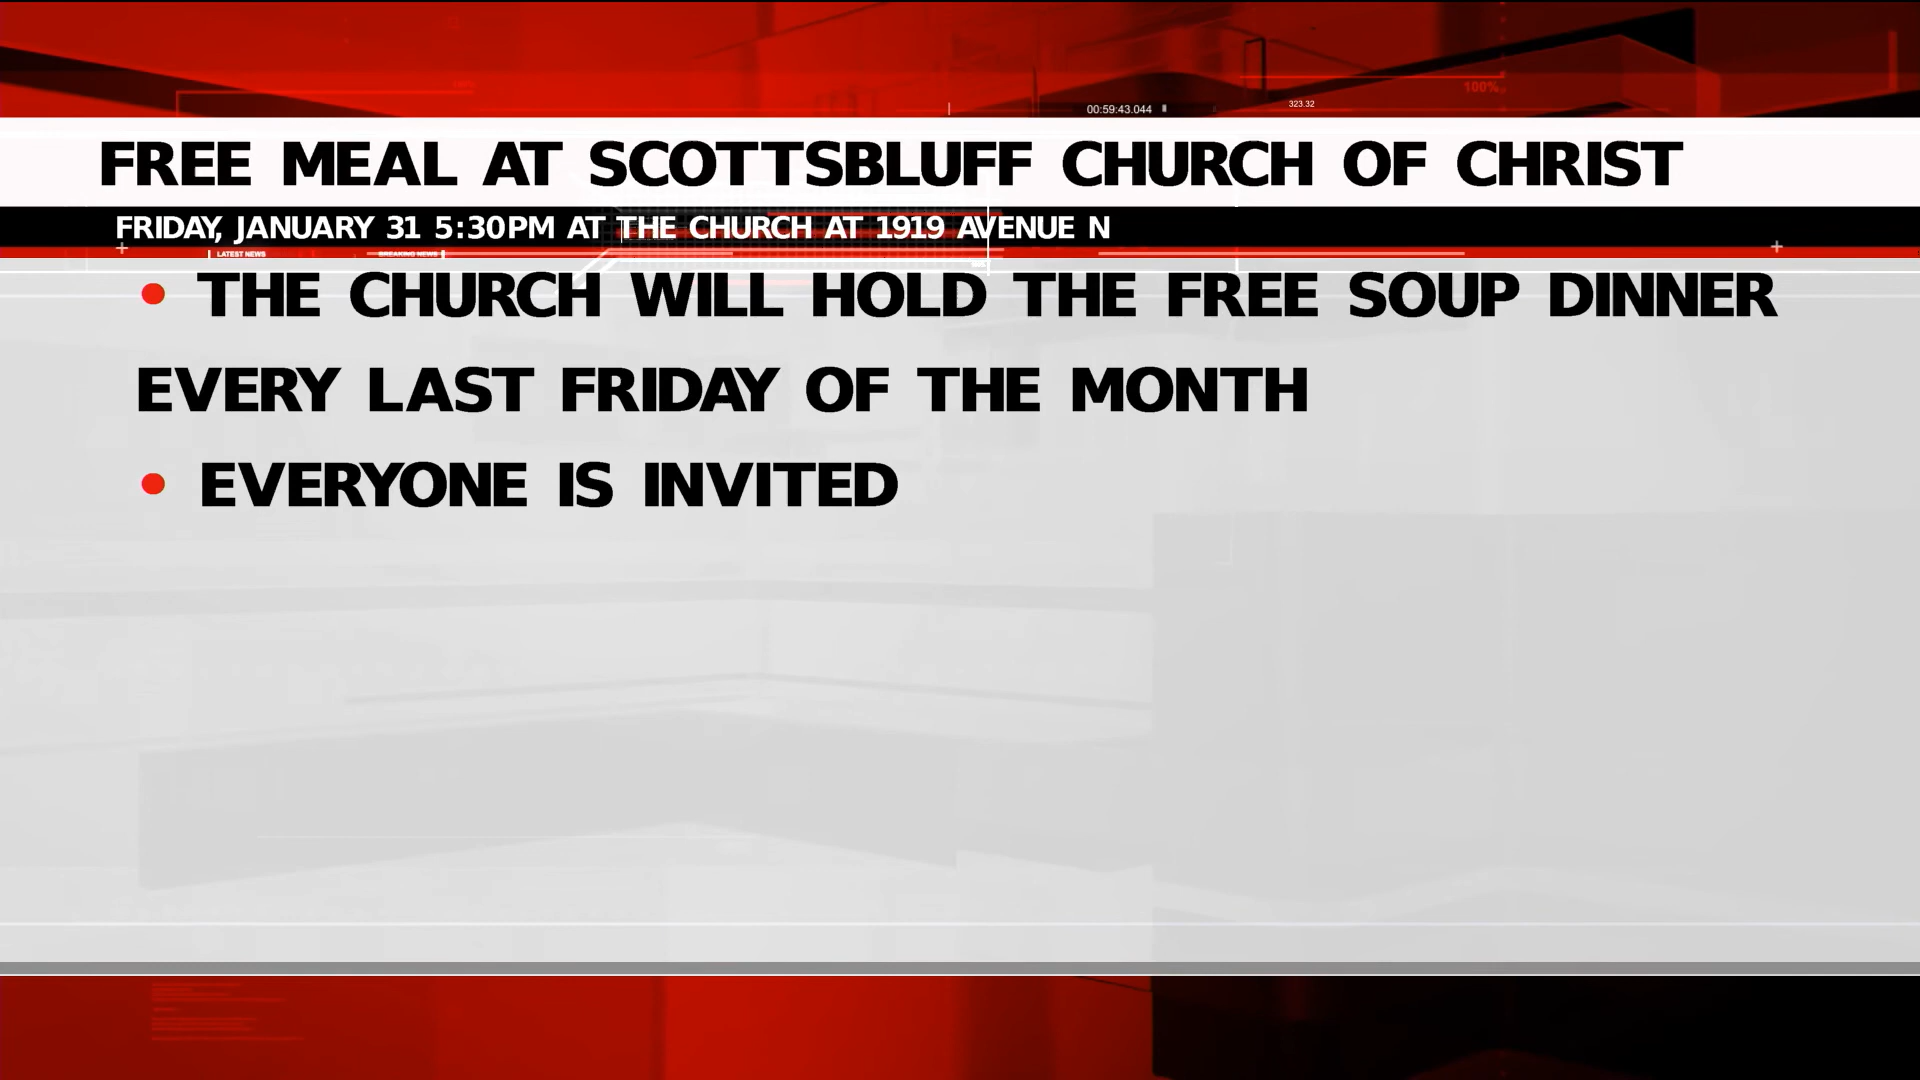 100%
00:59:43.044
323.32
FREE MEAL AT SCOTTSBLUFF CHURCH OF CHRIST
FRIDAY, JANUARY 31 5:30PM AT THE CHURCH AT 1919 AVENUE N
LATEST NEWS
BREAKING NEWS
• THE CHURCH WILL HOLD THE FREE SOUP DINNER
EVERY LAST FRIDAY OF THE MONTH
• EVERYONE IS INVITED